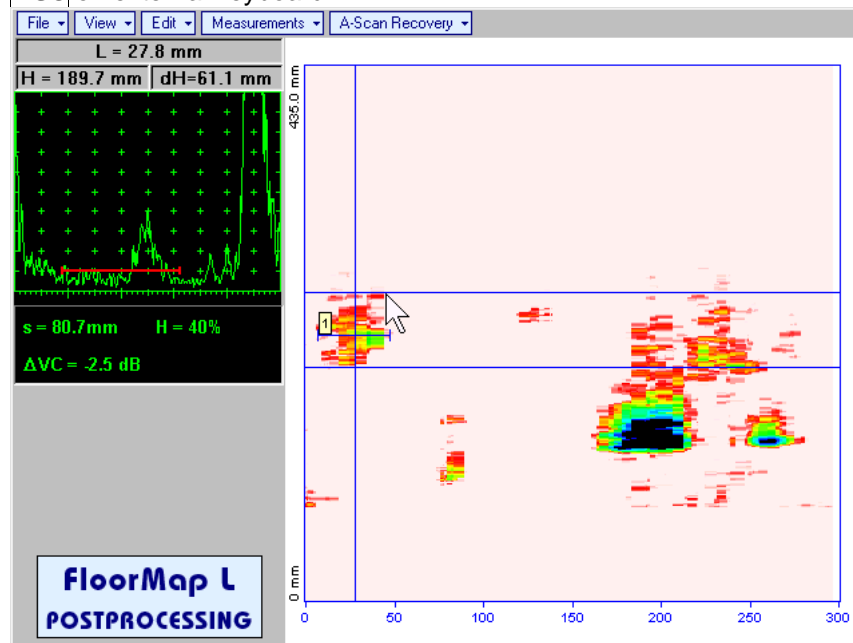 File View Edit Measurements A-Scan Recovery
L = 27.8 mm
H = 189.7 mm dH=61.1 mm
s = 80.7mm H = 40%
ΔVC = -2.5 dB
FloorMap L
POSTPROCESSING
435.0 mm
1
0 mm
0 50 100 150 200 250 300